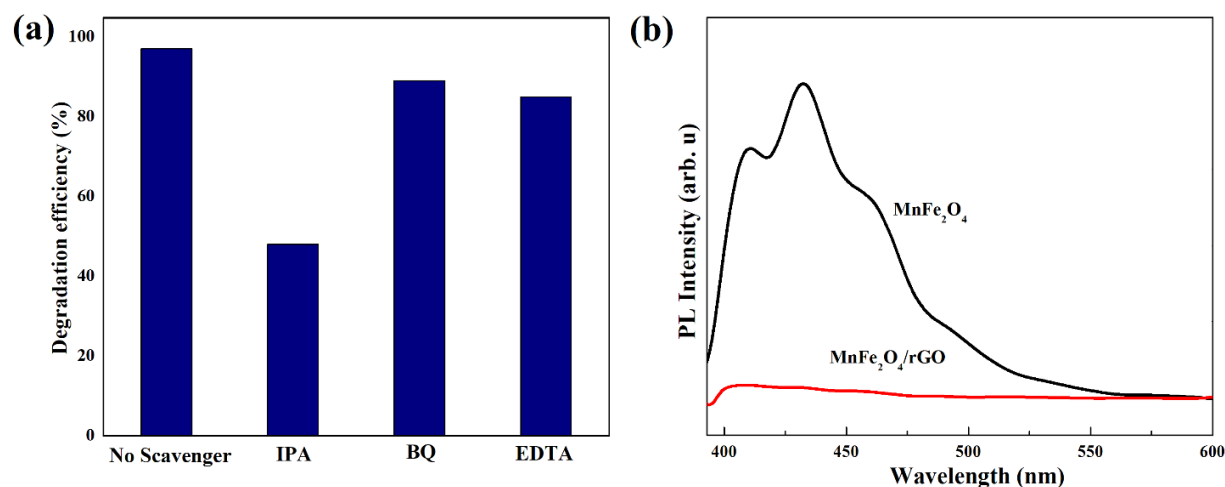 (a)
Degradation efficiency (%)
100
80
60
40
20
0
No Scavenger IPA BQ EDTA
(b)
PL Intensity (arb. u)
MnFe₂O₄
MnFe₂O₄/rGO
400 450 500 550 600
Wavelength (nm)